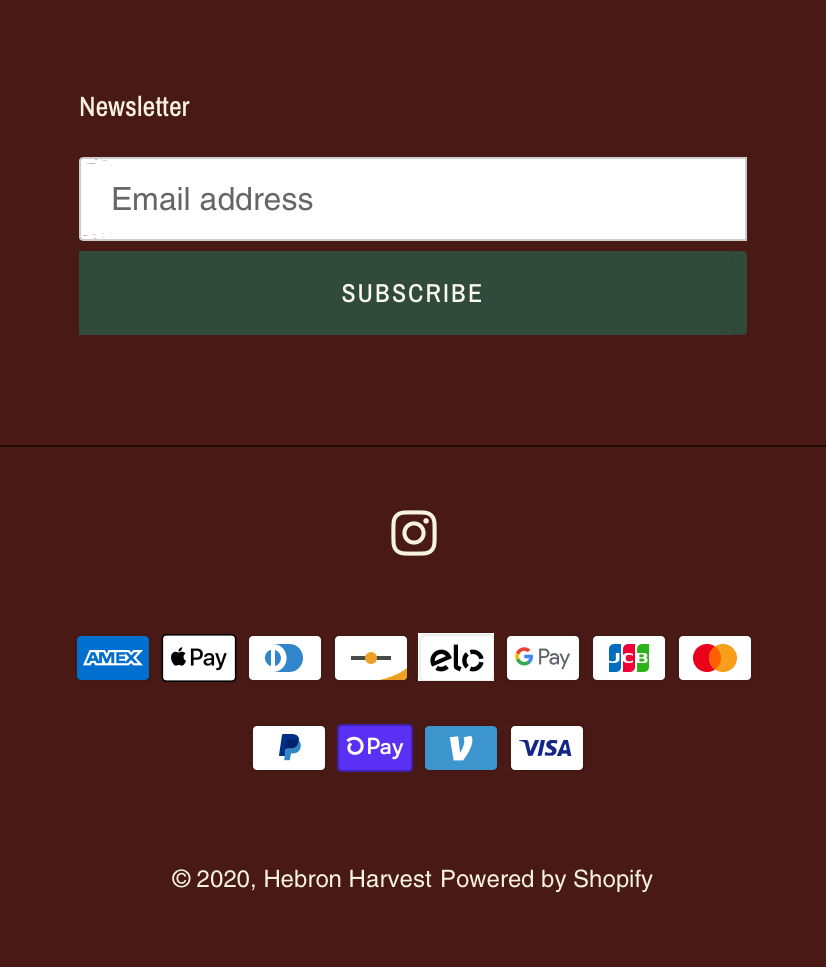 Newsletter
Email address
SUBSCRIBE
AMEX Pay elo G Pay JCB
P Pay V VISA
© 2020, Hebron Harvest Powered by Shopify